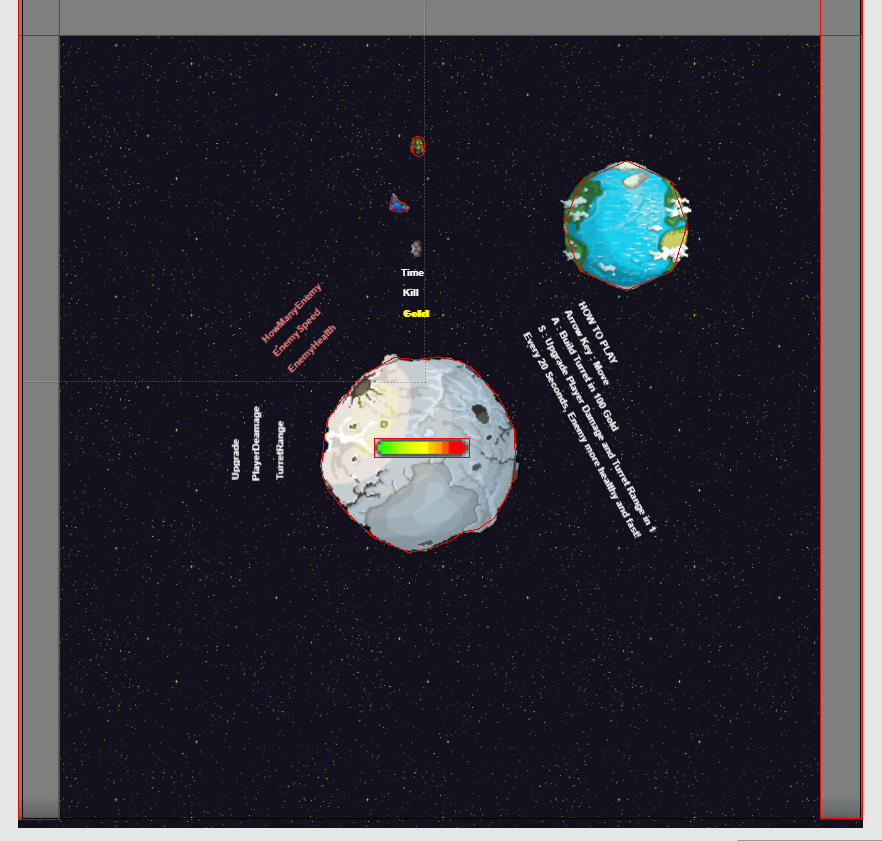 Time
Kill
Gold
HowManyEnemy
EnemySpeed
EnemyHealth
Upgrade
PlayerDeamage
TurretRange
HOW TO PLAY
Arrow Key : Move
A : Build Turret in 100 Gold
S : Upgrade Player Damage and Turret Range in 1
Every 20 Seconds, Enemy more healthy and fast!